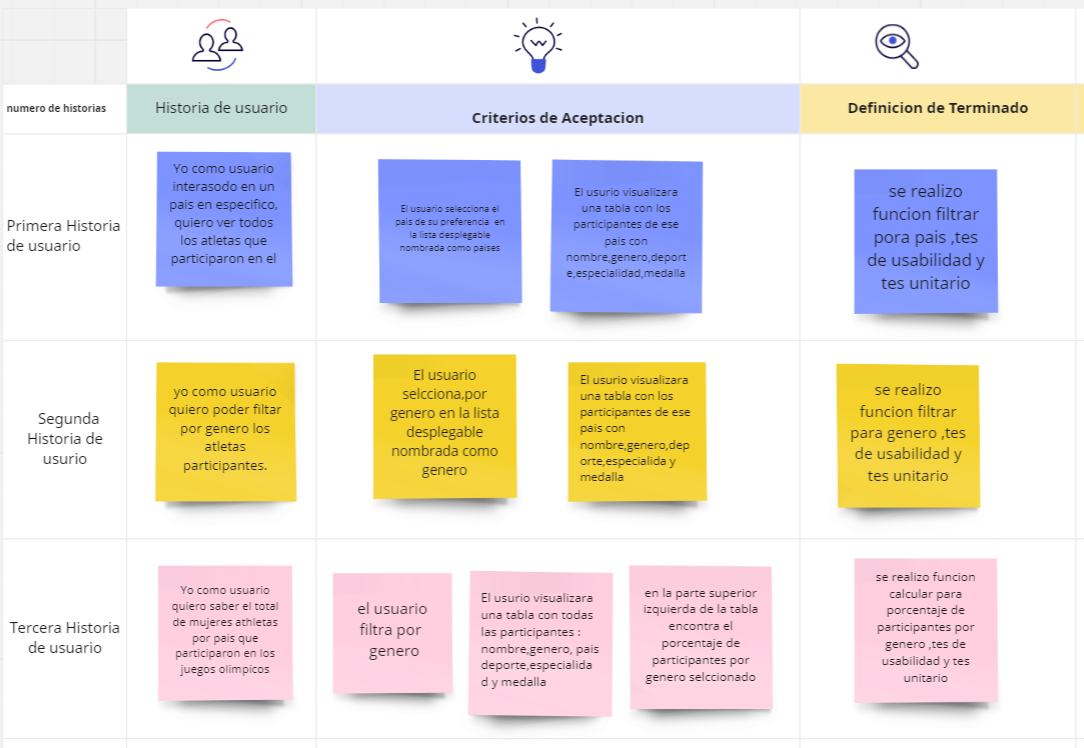 numero de historias
Historia de usuario
Criterios de Aceptacion
Definicion de Terminado
Primera Historia
de usuario
Yo como usuario
interasodo en un
pais en especifico,
quiero ver todos
los atletas que
participaron en el
El usuario selecciona el
pais de su preferencia en
la lista desplegable
nombrada como paises
El usurio visualizara
una tabla con los
participantes de ese
pais con
nombre,genero,deport
e,especialidad,medalla
se realizo
funcion filtrar
pora pais ,tes
de usabilidad y
tes unitario
Segunda
Historia de
usurio
yo como usuario
quiero poder filtar
por genero los
atletas
participantes.
El usuario
selcciona,por
genero en la lista
desplegable
nombrada como
genero
El usurio visualizara
una tabla con los
participantes de ese
pais con
nombre,genero,dep
orte,especialida y
medalla
se realizo
funcion filtrar
para genero ,tes
de usabilidad y
tes unitario
Tercera Historia
de usuario
Yo como usuario
quiero saber el total
de mujeres athletas
por pais que
participaron en los
juegos olimpicos
el usuario
filtra por
genero
El usurio visualizara
una tabla con todas
las participantes :
nombre,genero, pais
deporte,especialida
d y medalla
en la parte superior
izquierda de la tabla
encontra el
porcentaje de
participantes por
genero selccionado
se realizo funcion
calcular para
porcentaje de
participantes por
genero ,tes de
usabilidad y tes
unitario